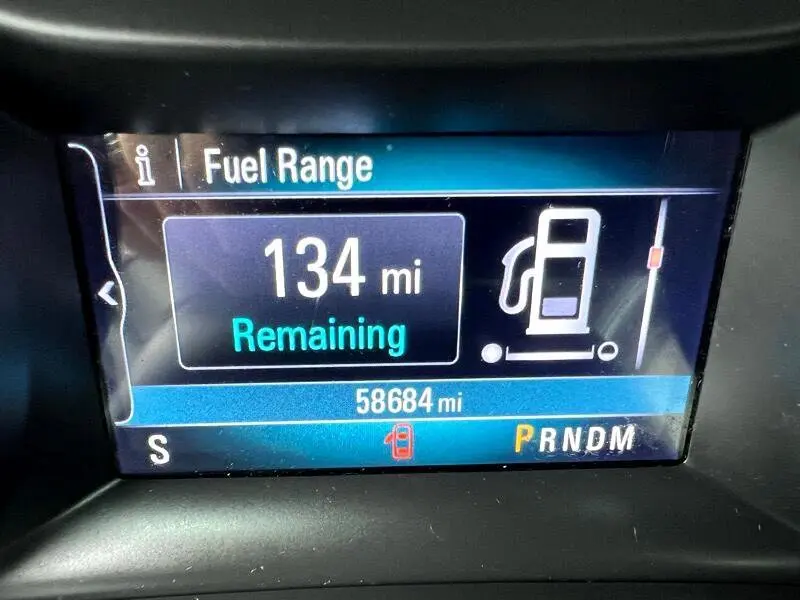 i Fuel Range
134 mi
Remaining
58684 mi
S PRNDM